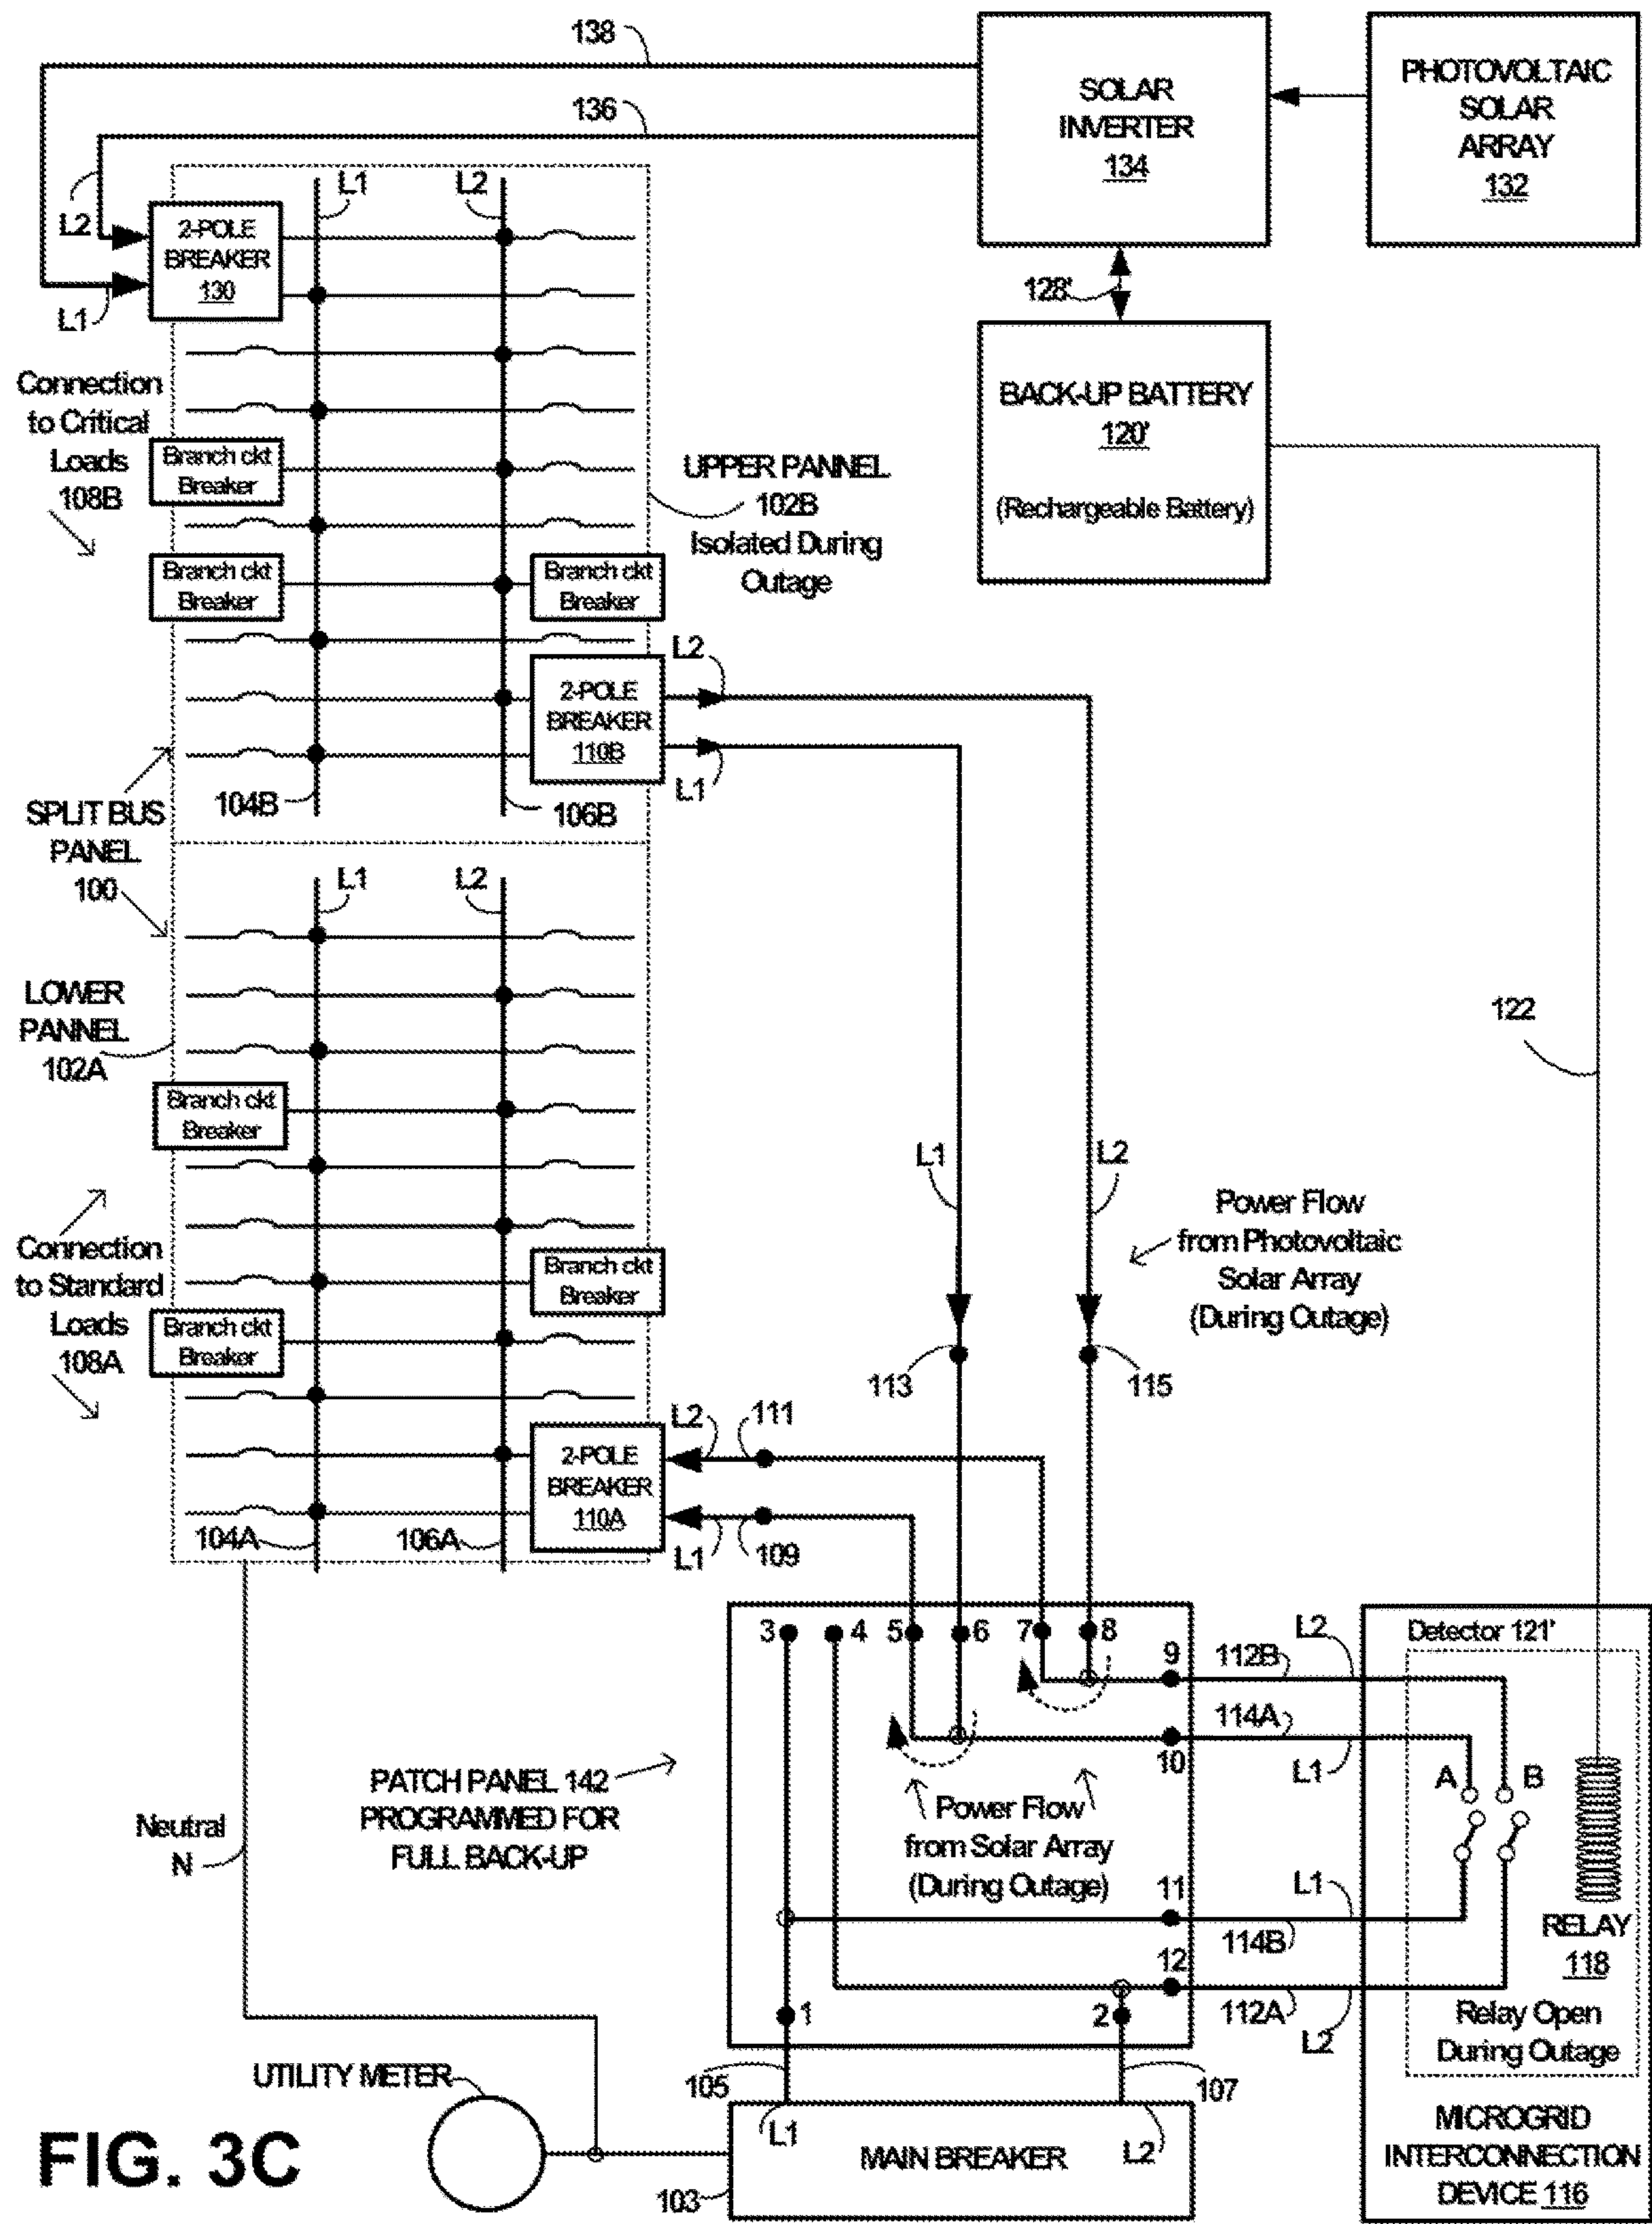 138
136
SOLAR
INVERTER
134
PHOTOVOLTAIC
SOLAR
ARRAY
132
L2
L1
L1
L2
2-POLE
BREAKER
130
128'
BACK-UP BATTERY
120'
(Rechargeable Battery)
Connection
to Critical
Loads
108B
Branch ckt
Breaker
Branch ckt
Breaker
Branch ckt
Breaker
UPPER PANNEL
102B
Isolated During
Outage
2-POLE
BREAKER
110B
L2
L1
104B
106B
SPLIT BUS
PANEL
100
L1
L2
LOWER
PANNEL
102A
122
Branch ckt
Breaker
L1
L2
Power Flow
from Photovoltaic
Solar Array
(During Outage)
Connection
to Standard
Loads
108A
Branch ckt
Breaker
Branch ckt
Breaker
113
115
2-POLE
BREAKER
110A
L2
111
L1
109
104A
106A
3
4
5
6
7
8
9
10
11
12
1
2
112B
L2
114A
L1
L1
114B
112A
L2
Detector 121'
A
B
RELAY
118
Relay Open
During Outage
MICROGRID
INTERCONNECTION
DEVICE 116
PATCH PANEL 142
PROGRAMMED FOR
FULL BACK-UP
Power Flow
from Solar Array
(During Outage)
Neutral
N
UTILITY METER
105
107
L1
L2
MAIN BREAKER
103
FIG. 3C